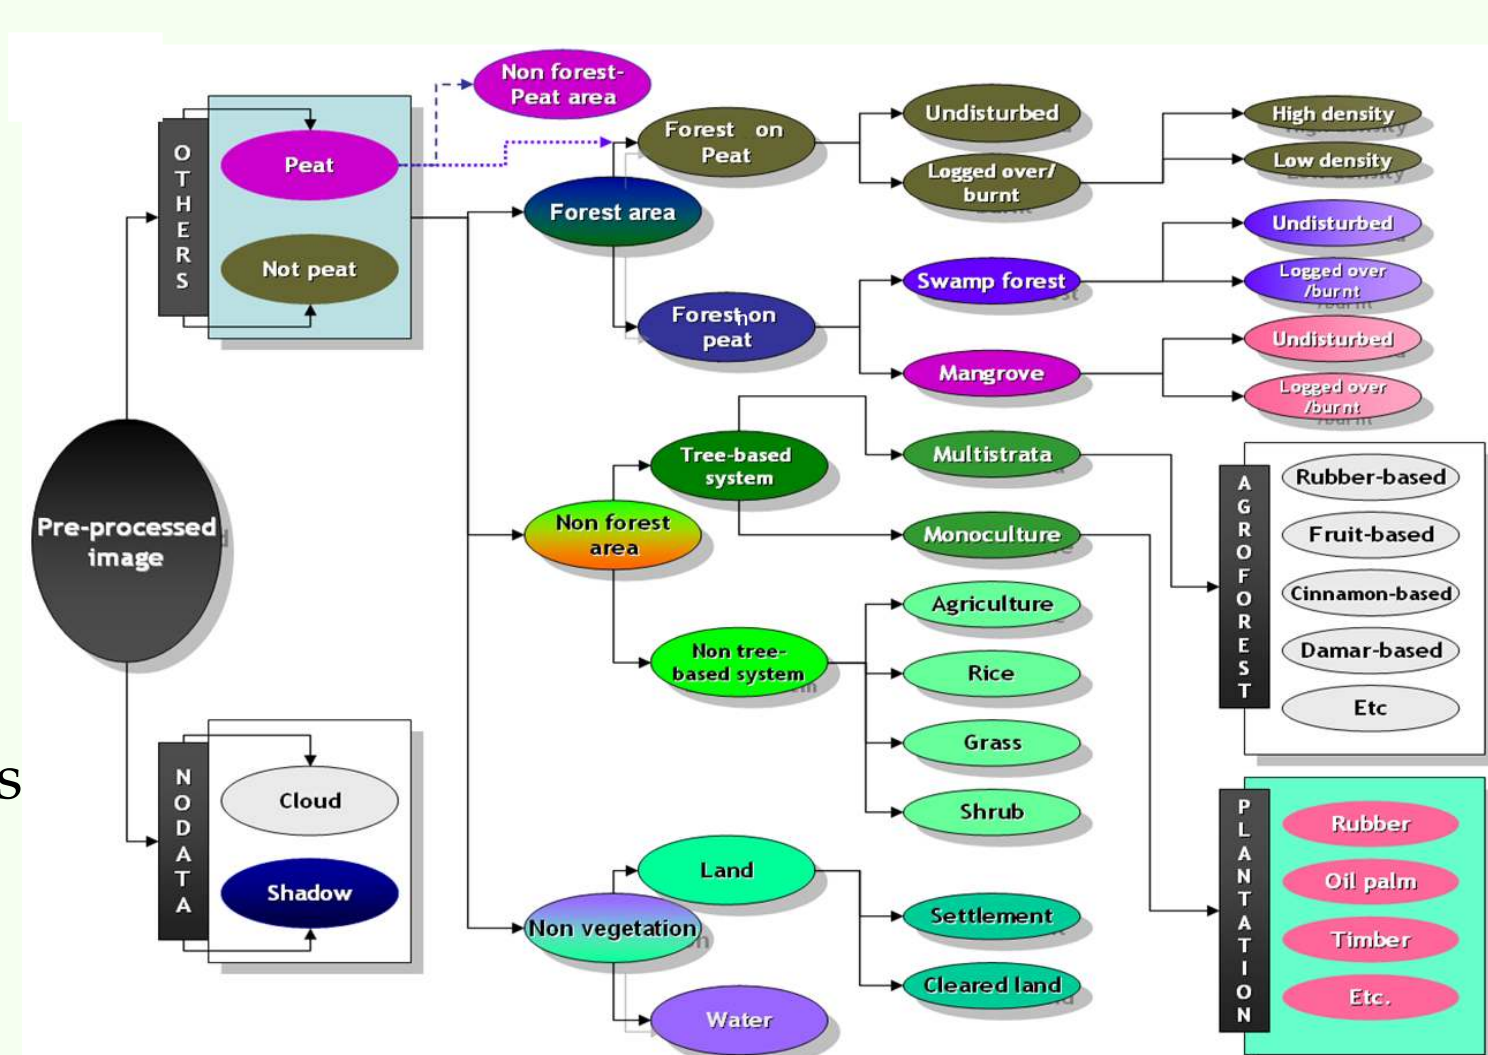 Non forest-
Peat area
OTHERS
Peat
Not peat
Forest on
Peat
Undisturbed
Logged over/
burnt
High density
Low density
Forest area
Forest on
peat
Swamp forest
Undisturbed
Logged over
/burnt
Mangrove
Undisturbed
Logged over
/burnt
Pre-processed
image
Non forest
area
Tree-based
system
Multistrata
Monoculture
Non tree-
based system
Agriculture
Rice
Grass
Shrub
AGROFOREST
Rubber-based
Fruit-based
Cinnamon-based
Damar-based
Etc
s
NODATA
Cloud
Shadow
Non vegetation
Land
Settlement
Cleared land
Water
PLANTATION
Rubber
Oil palm
Timber
Etc.